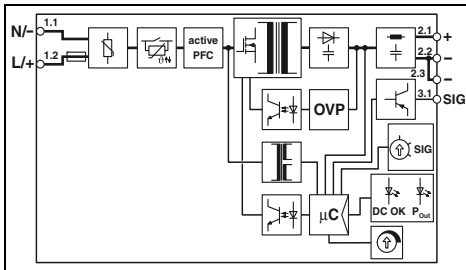 N/-
1.1
L/+
1.2
ϑ
active
PFC
OVP
2.1
+
2.2
−
2.3
−
3.1
SIG
SIG
µC
DC OK
POut